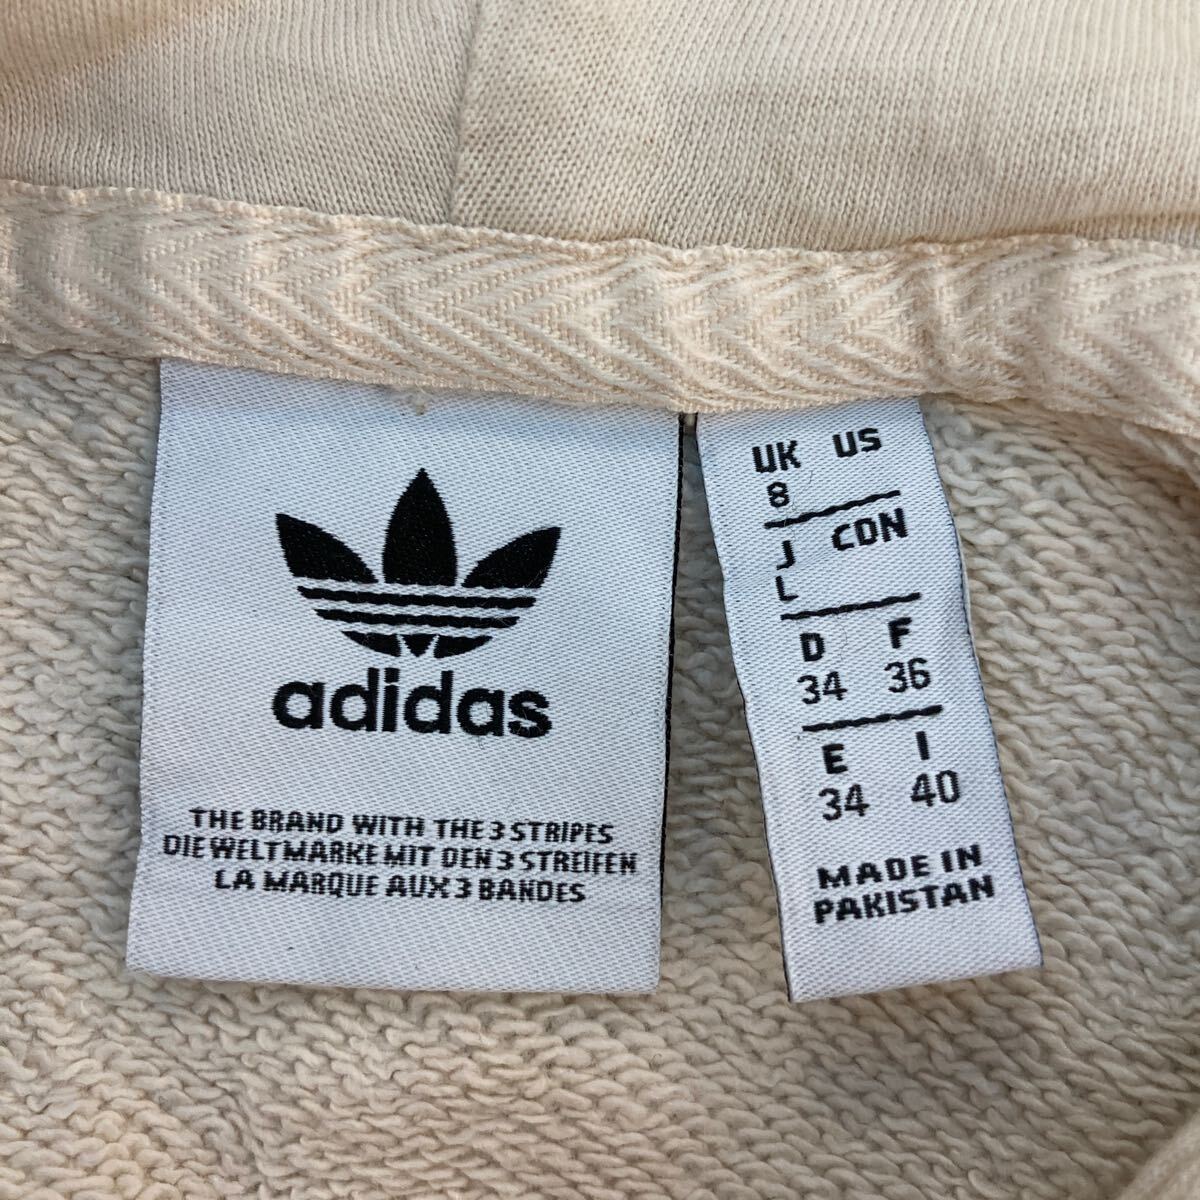 adidas
THE BRAND WITH THE 3 STRIPES
DIE WELTMARKE MIT DEN 3 STREIFEN
LA MARQUE AUX 3 BANDES
UK US
8
J CDN
L
D F
34 36
E I
34 40
MADE IN
PAKISTAN